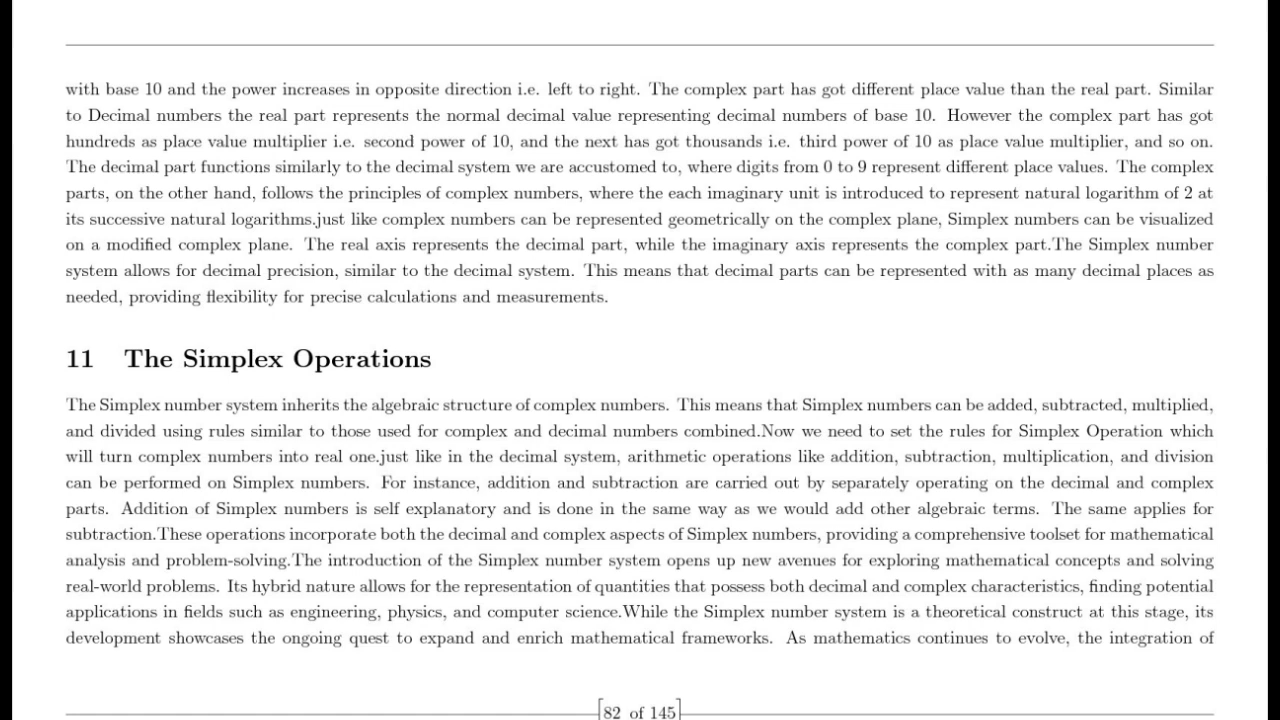 with base 10 and the power increases in opposite direction i.e. left to right. The complex part has got different place value than the real part. Similar
to Decimal numbers the real part represents the normal decimal value representing decimal numbers of base 10. However the complex part has got
hundreds as place value multiplier i.e. second power of 10, and the next has got thousands i.e. third power of 10 as place value multiplier, and so on.
The decimal part functions similarly to the decimal system we are accustomed to, where digits from 0 to 9 represent different place values. The complex
parts, on the other hand, follows the principles of complex numbers, where the each imaginary unit is introduced to represent natural logarithm of 2 at
its successive natural logarithms.just like complex numbers can be represented geometrically on the complex plane, Simplex numbers can be visualized
on a modified complex plane. The real axis represents the decimal part, while the imaginary axis represents the complex part.The Simplex number
system allows for decimal precision, similar to the decimal system. This means that decimal parts can be represented with as many decimal places as
needed, providing flexibility for precise calculations and measurements.
11 The Simplex Operations
The Simplex number system inherits the algebraic structure of complex numbers. This means that Simplex numbers can be added, subtracted, multiplied,
and divided using rules similar to those used for complex and decimal numbers combined.Now we need to set the rules for Simplex Operation which
will turn complex numbers into real one.just like in the decimal system, arithmetic operations like addition, subtraction, multiplication, and division
can be performed on Simplex numbers. For instance, addition and subtraction are carried out by separately operating on the decimal and complex
parts. Addition of Simplex numbers is self explanatory and is done in the same way as we would add other algebraic terms. The same applies for
subtraction.These operations incorporate both the decimal and complex aspects of Simplex numbers, providing a comprehensive toolset for mathematical
analysis and problem-solving.The introduction of the Simplex number system opens up new avenues for exploring mathematical concepts and solving
real-world problems. Its hybrid nature allows for the representation of quantities that possess both decimal and complex characteristics, finding potential
applications in fields such as engineering, physics, and computer science.While the Simplex number system is a theoretical construct at this stage, its
development showcases the ongoing quest to expand and enrich mathematical frameworks. As mathematics continues to evolve, the integration of
[82 of 145]